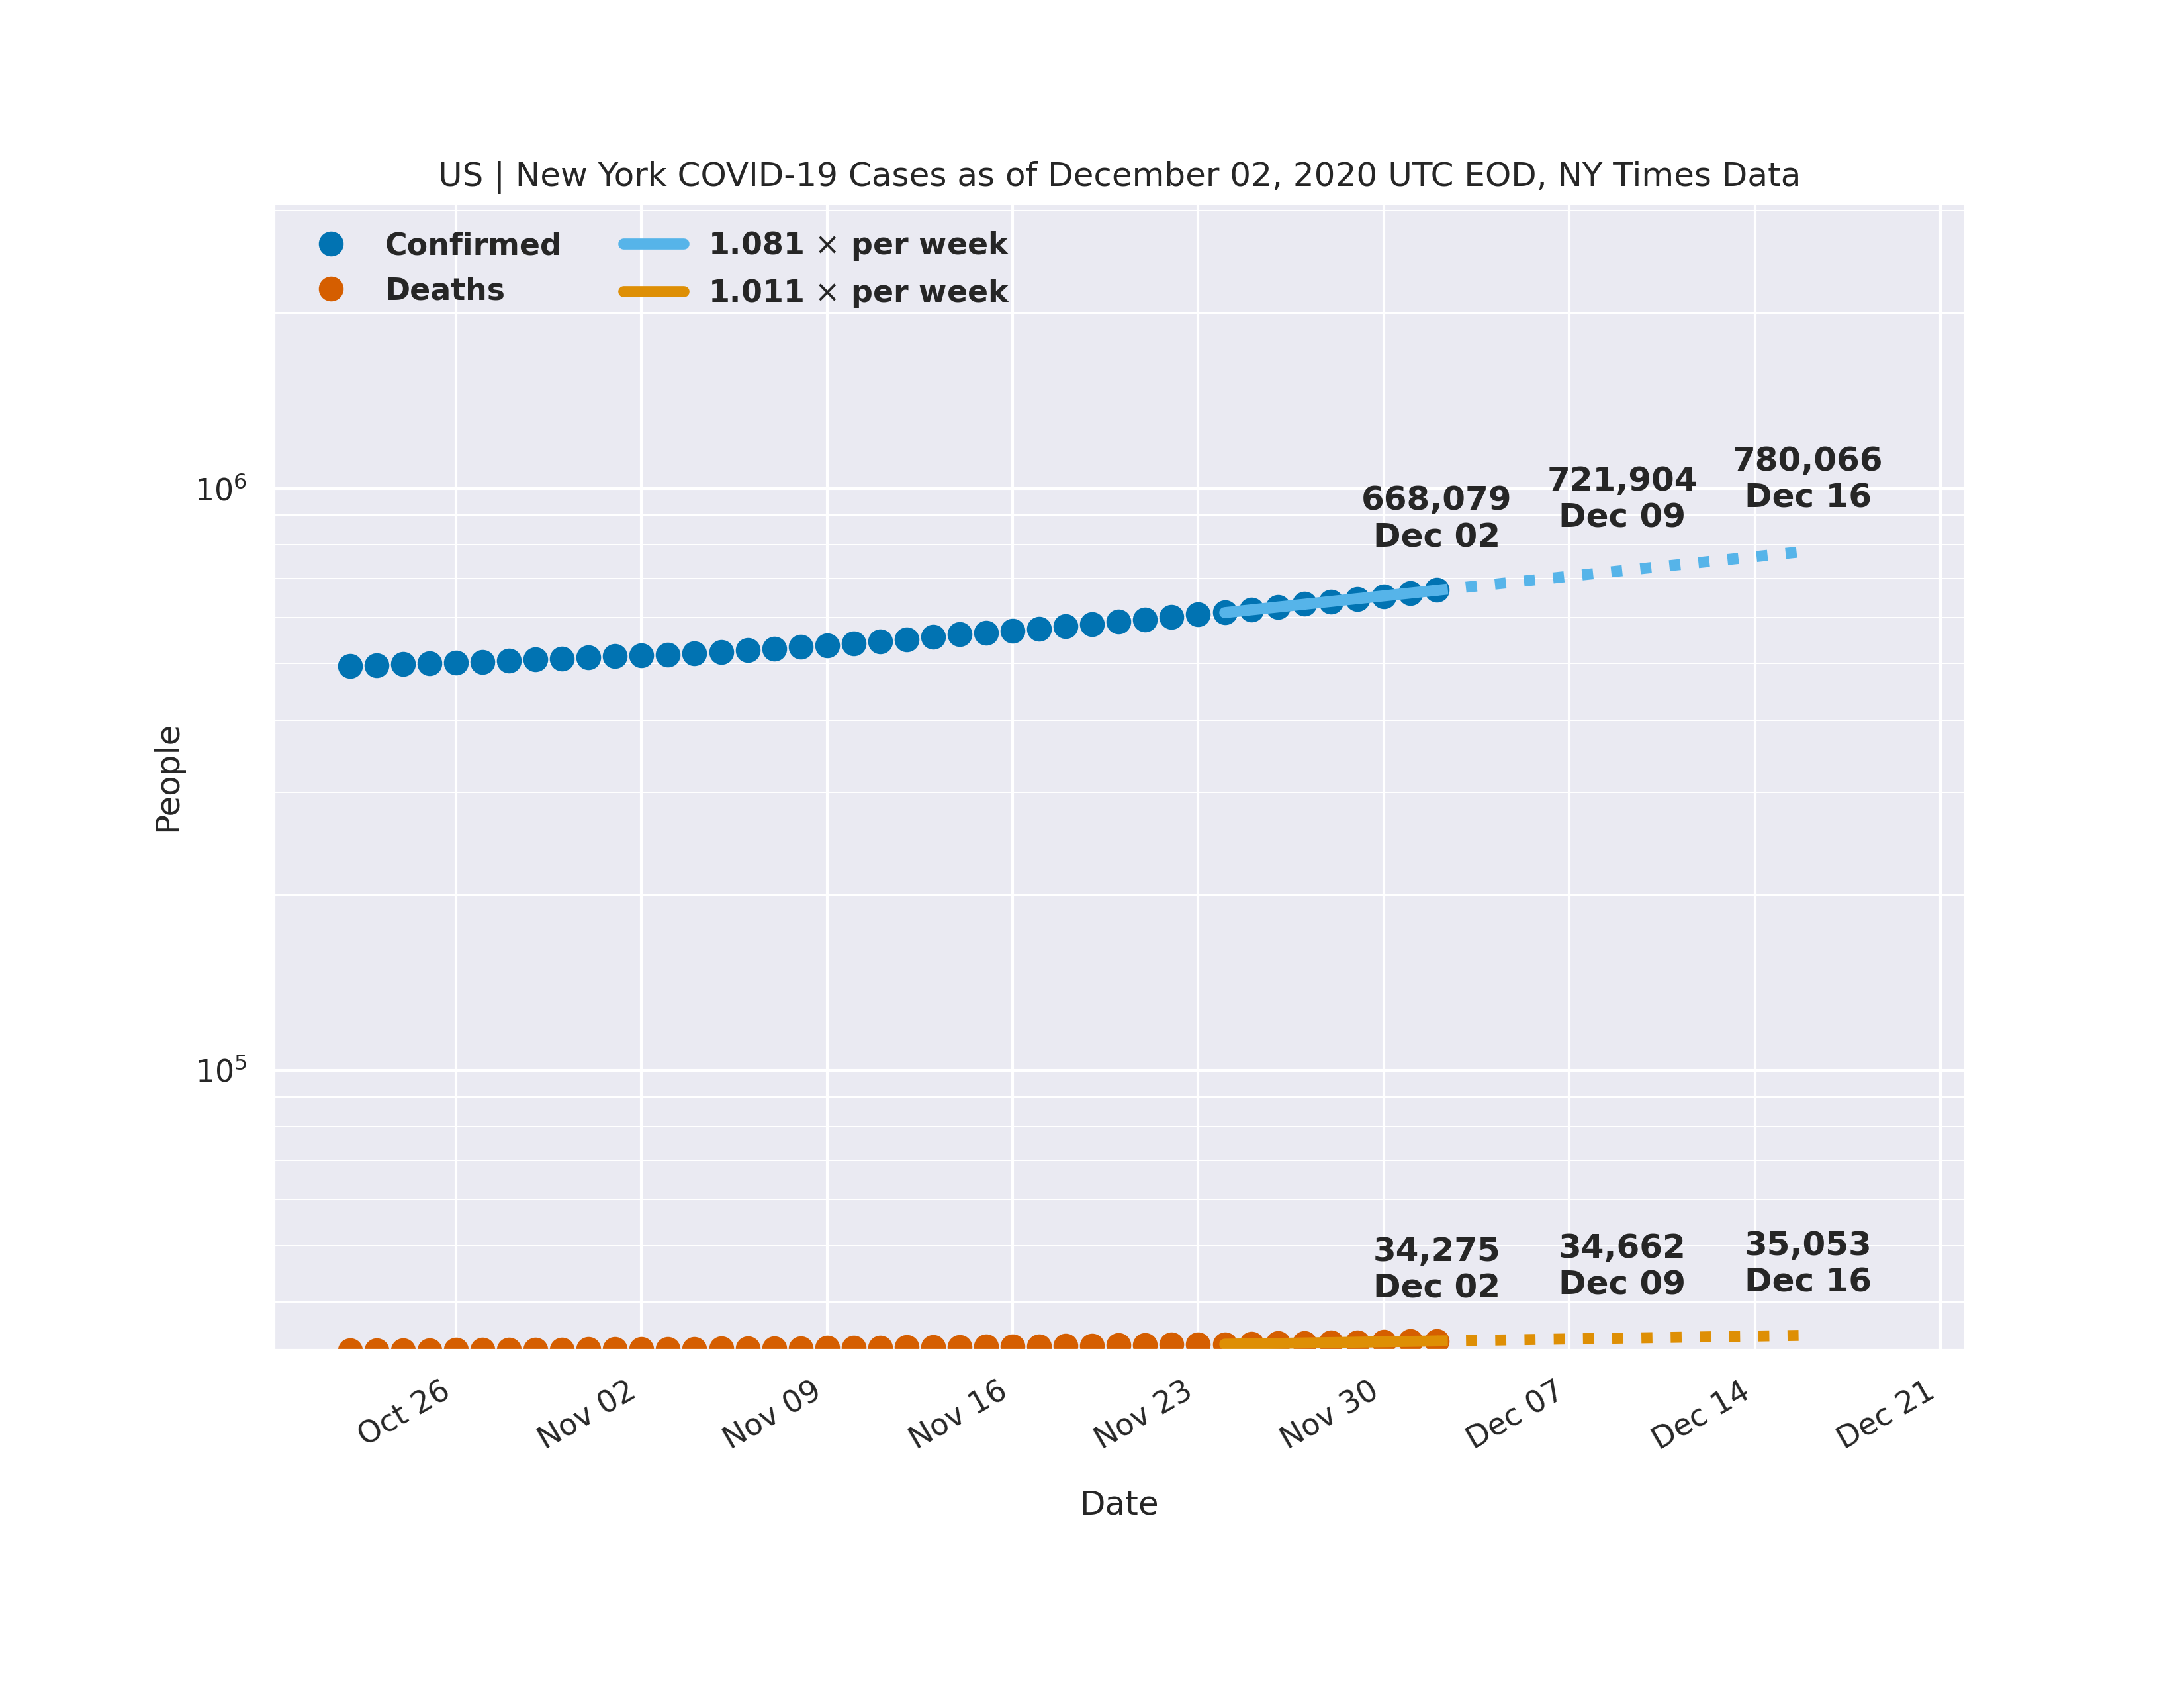 US | New York COVID-19 Cases as of December 02, 2020 UTC EOD, NY Times Data
Confirmed
Deaths
1.081 × per week
1.011 × per week
10⁶
10⁵
People
668,079
Dec 02
721,904
Dec 09
780,066
Dec 16
34,275
Dec 02
34,662
Dec 09
35,053
Dec 16
Oct 26
Nov 02
Nov 09
Nov 16
Nov 23
Nov 30
Dec 07
Dec 14
Dec 21
Date